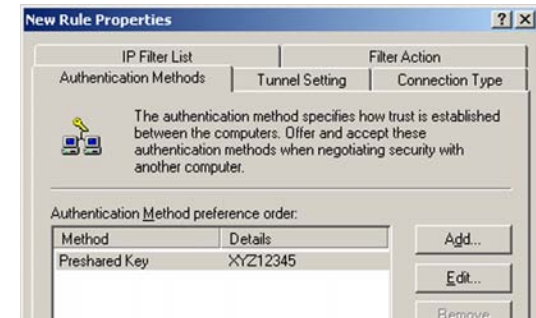 New Rule Properties ? ×
IP Filter List Filter Action
Authentication Methods Tunnel Setting Connection Type
The authentication method specifies how trust is established
between the computers. Offer and accept these
authentication methods when negotiating security with
another computer.
Authentication Method preference order:
Method Details Add...
Preshared Key XYZ12345
Edit...
Remove